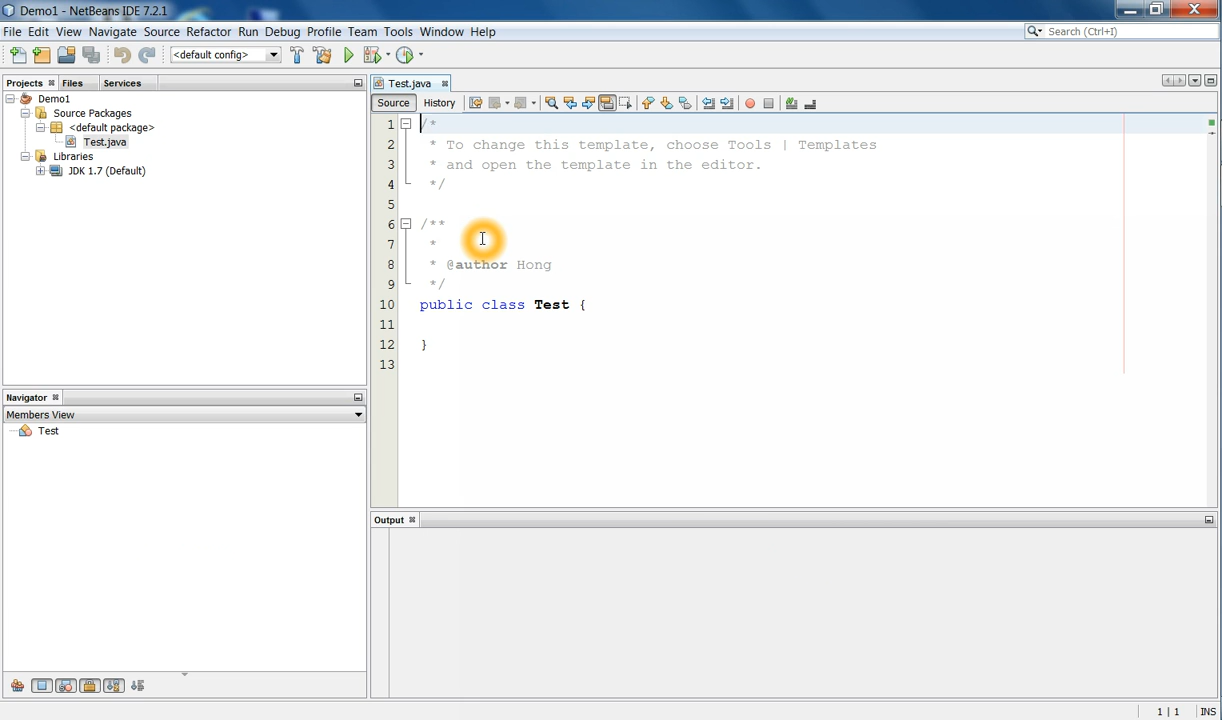 Demo1 - NetBeans IDE 7.2.1
File Edit View Navigate Source Refactor Run Debug Profile Team Tools Window Help
Search (Ctrl+I)
<default config>
Projects Files Services
Test.java
Demo1
Source Packages
<default package>
Test.java
Libraries
JDK 1.7 (Default)
Source History
1 /*
2 * To change this template, choose Tools | Templates
3 * and open the template in the editor.
4 */
5
6 /**
7 *
8 * @author Hong
9 */
10 public class Test {
11
12 }
13
Navigator
Members View
Test
Output
1 | 1 INS